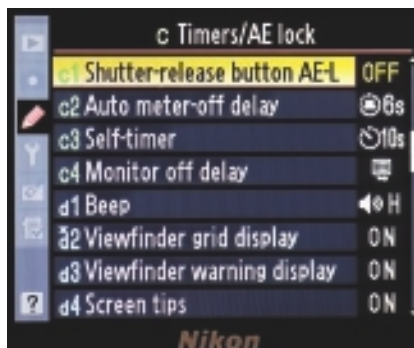 c Timers/AE lock
c1 Shutter-release button AE-L OFF
c2 Auto meter-off delay 6s
c3 Self-timer 10s
c4 Monitor off delay
d1 Beep H
d2 Viewfinder grid display ON
d3 Viewfinder warning display ON
d4 Screen tips ON
?
Nikon